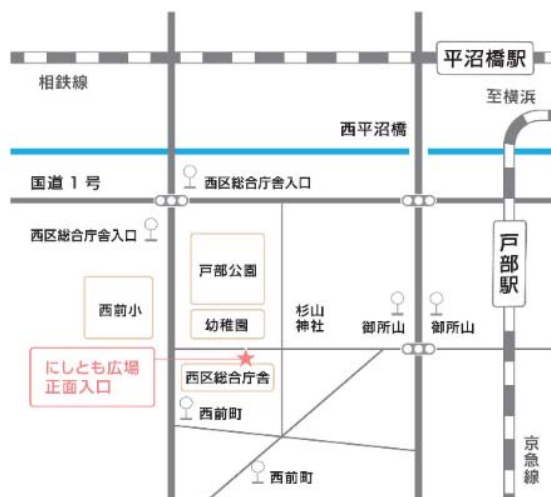 平沼橋駅
相鉄線
至横浜
西平沼橋
国道1号
西区総合庁舎入口
西区総合庁舎入口
戸部駅
戸部公園
西前小
幼稚園
杉山
神社
御所山
御所山
にしとも広場
正面入口
西区総合庁舎
西前町
西前町
京急線